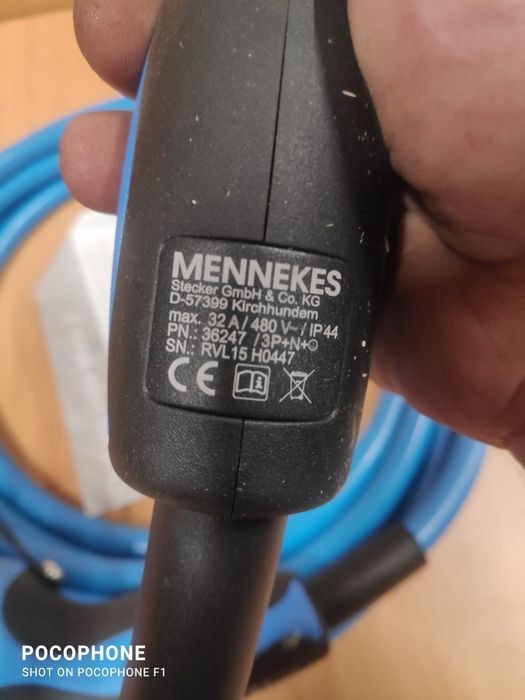 MENNEKES
Stecker GmbH & Co. KG
D-57399 Kirchhundem
max. 32 A / 480 V~ / IP44
PN.: 36247 / 3P+N+⏚
SN.: RVL15 H0447
CE
POCOPHONE
SHOT ON POCOPHONE F1